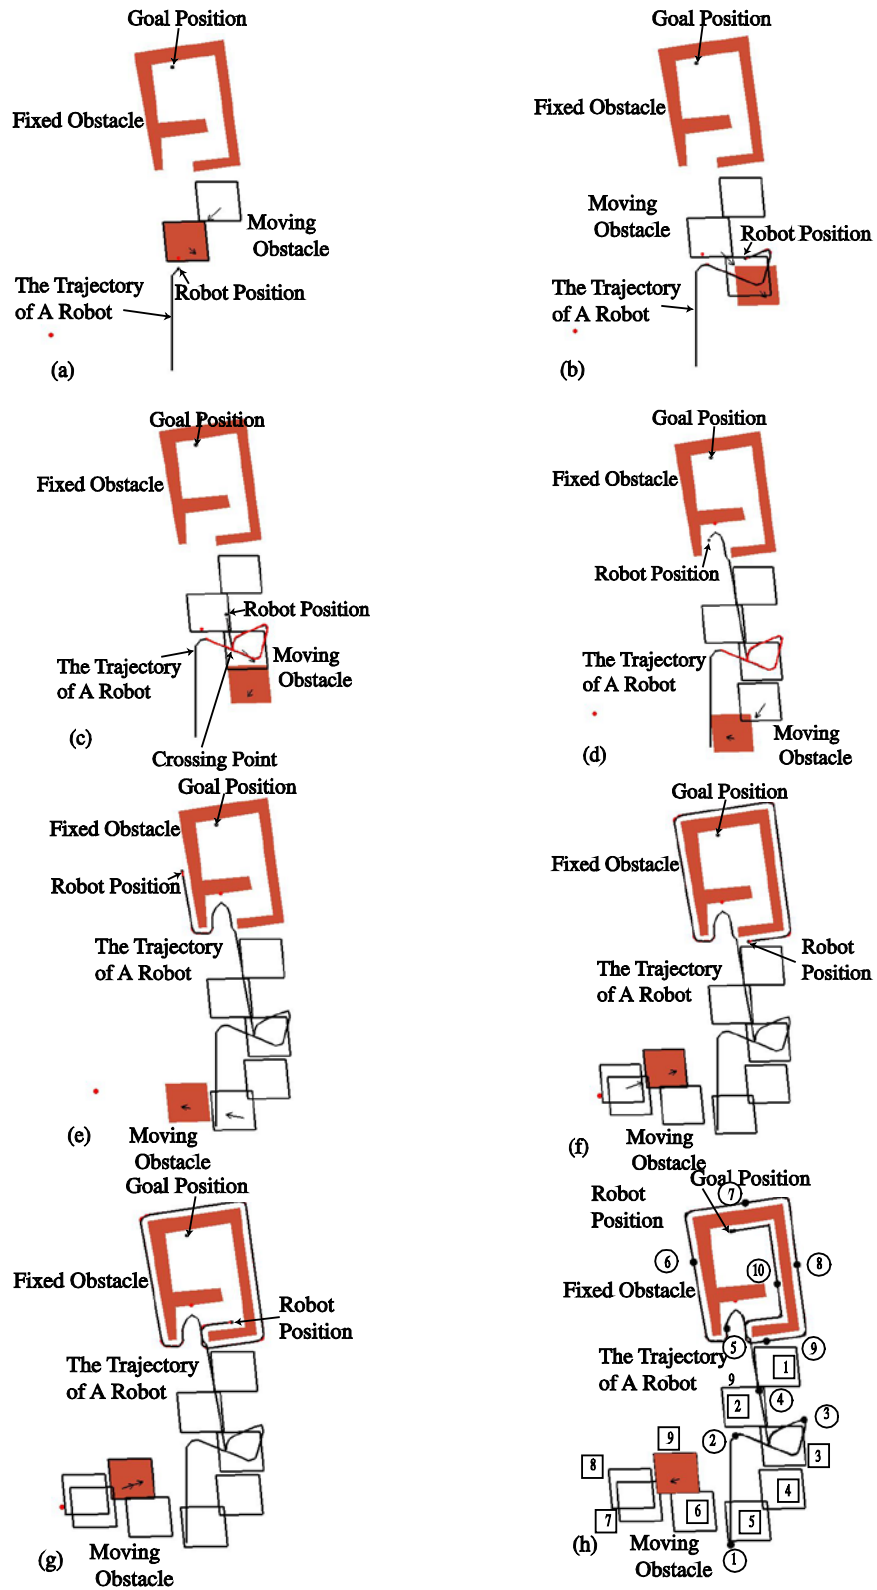 Goal Position
Fixed Obstacle
Moving
Obstacle
The Trajectory
of A Robot
Robot Position
(a)
Goal Position
Fixed Obstacle
Moving
Obstacle
Robot Position
The Trajectory
of A Robot
(b)
Goal Position
Fixed Obstacle
Robot Position
The Trajectory
of A Robot
Moving
Obstacle
(c)
Crossing Point
Goal Position
Fixed Obstacle
Robot Position
The Trajectory
of A Robot
Moving
Obstacle
(d)
Goal Position
Fixed Obstacle
Robot Position
The Trajectory
of A Robot
(e)
Moving
Obstacle
Goal Position
Fixed Obstacle
Robot
Position
The Trajectory
of A Robot
(f)
Moving
Obstacle
Goal Position
Fixed Obstacle
Robot
Position
The Trajectory
of A Robot
(g)
Moving
Obstacle
Goal Position
Robot
Position
7
6
8
10
Fixed Obstacle
5
9
The Trajectory
of A Robot
1
9
4
2
3
2
3
9
8
4
7
6
5
(h)
Moving
Obstacle
1